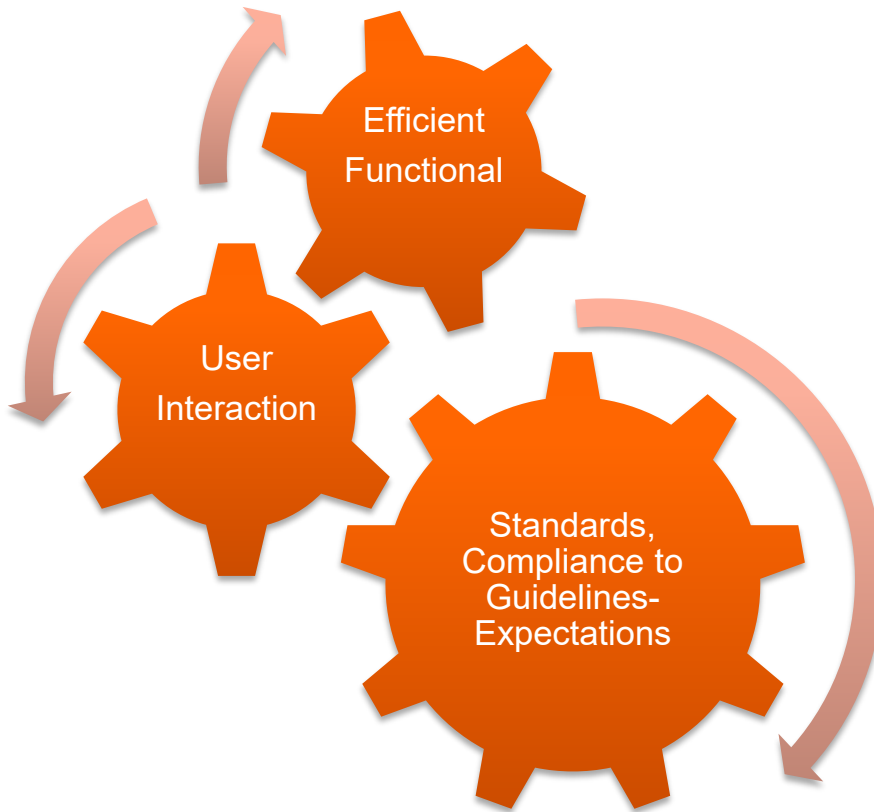 Efficient
Functional
User
Interaction
Standards,
Compliance to
Guidelines-
Expectations